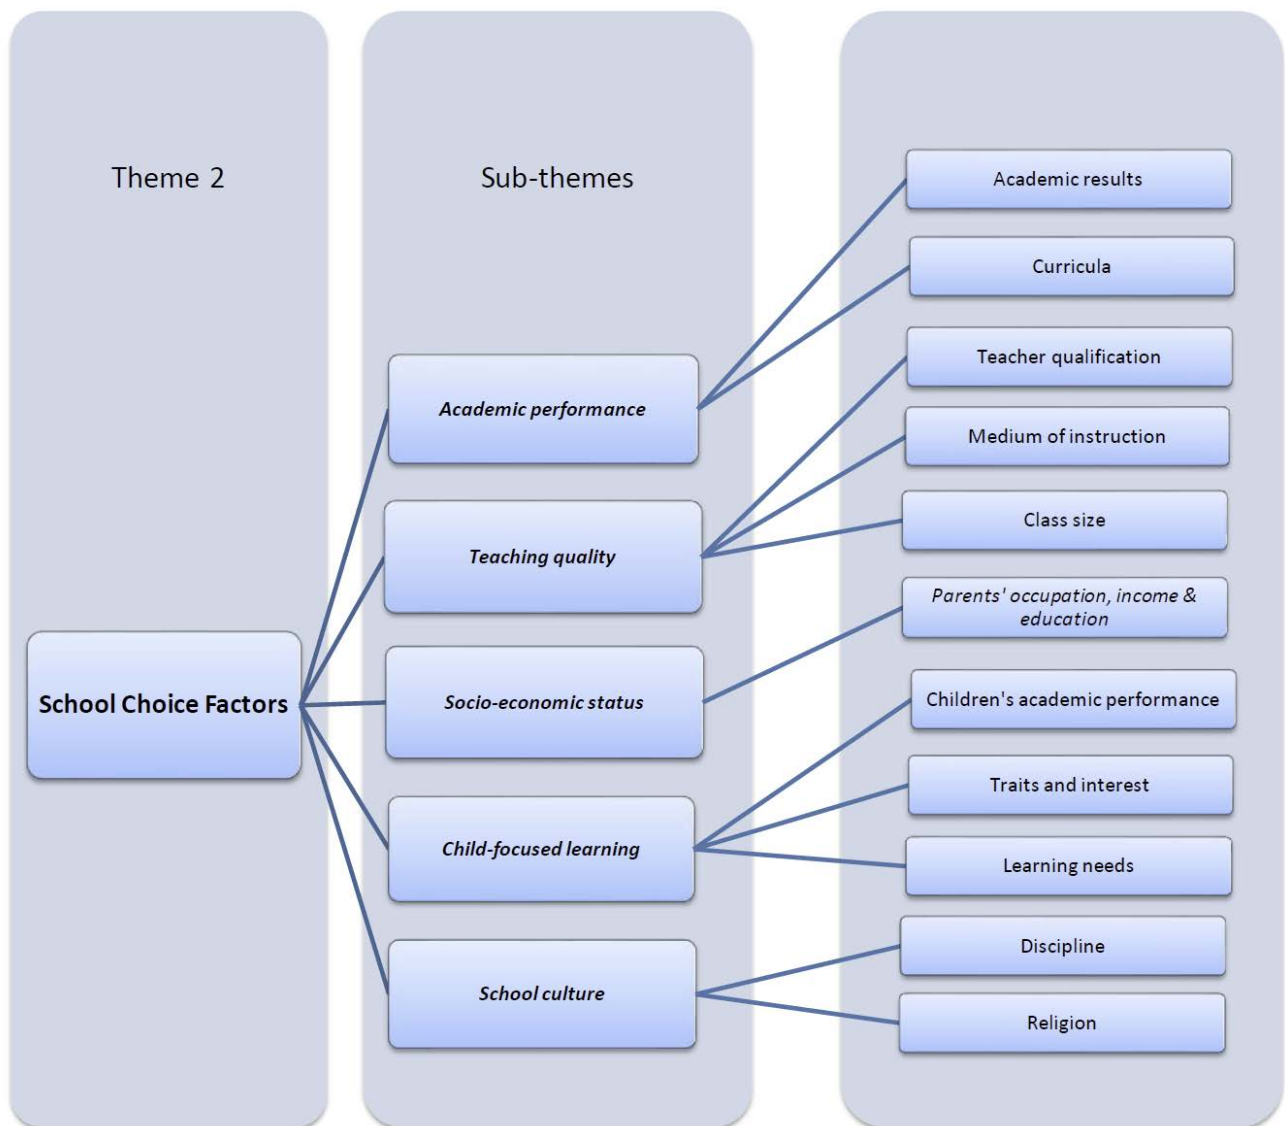 Theme 2
Sub-themes
School Choice Factors
Academic performance
Teaching quality
Socio-economic status
Child-focused learning
School culture
Academic results
Curricula
Teacher qualification
Medium of instruction
Class size
Parents' occupation, income &
education
Children's academic performance
Traits and interest
Learning needs
Discipline
Religion